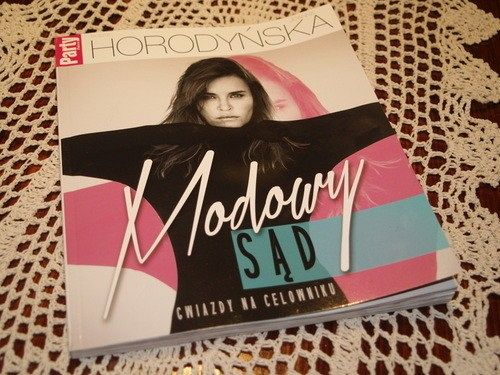 Party
HORODYŃSKA
Modowy
SĄD
GWIAZDY NA CELOWNIKU